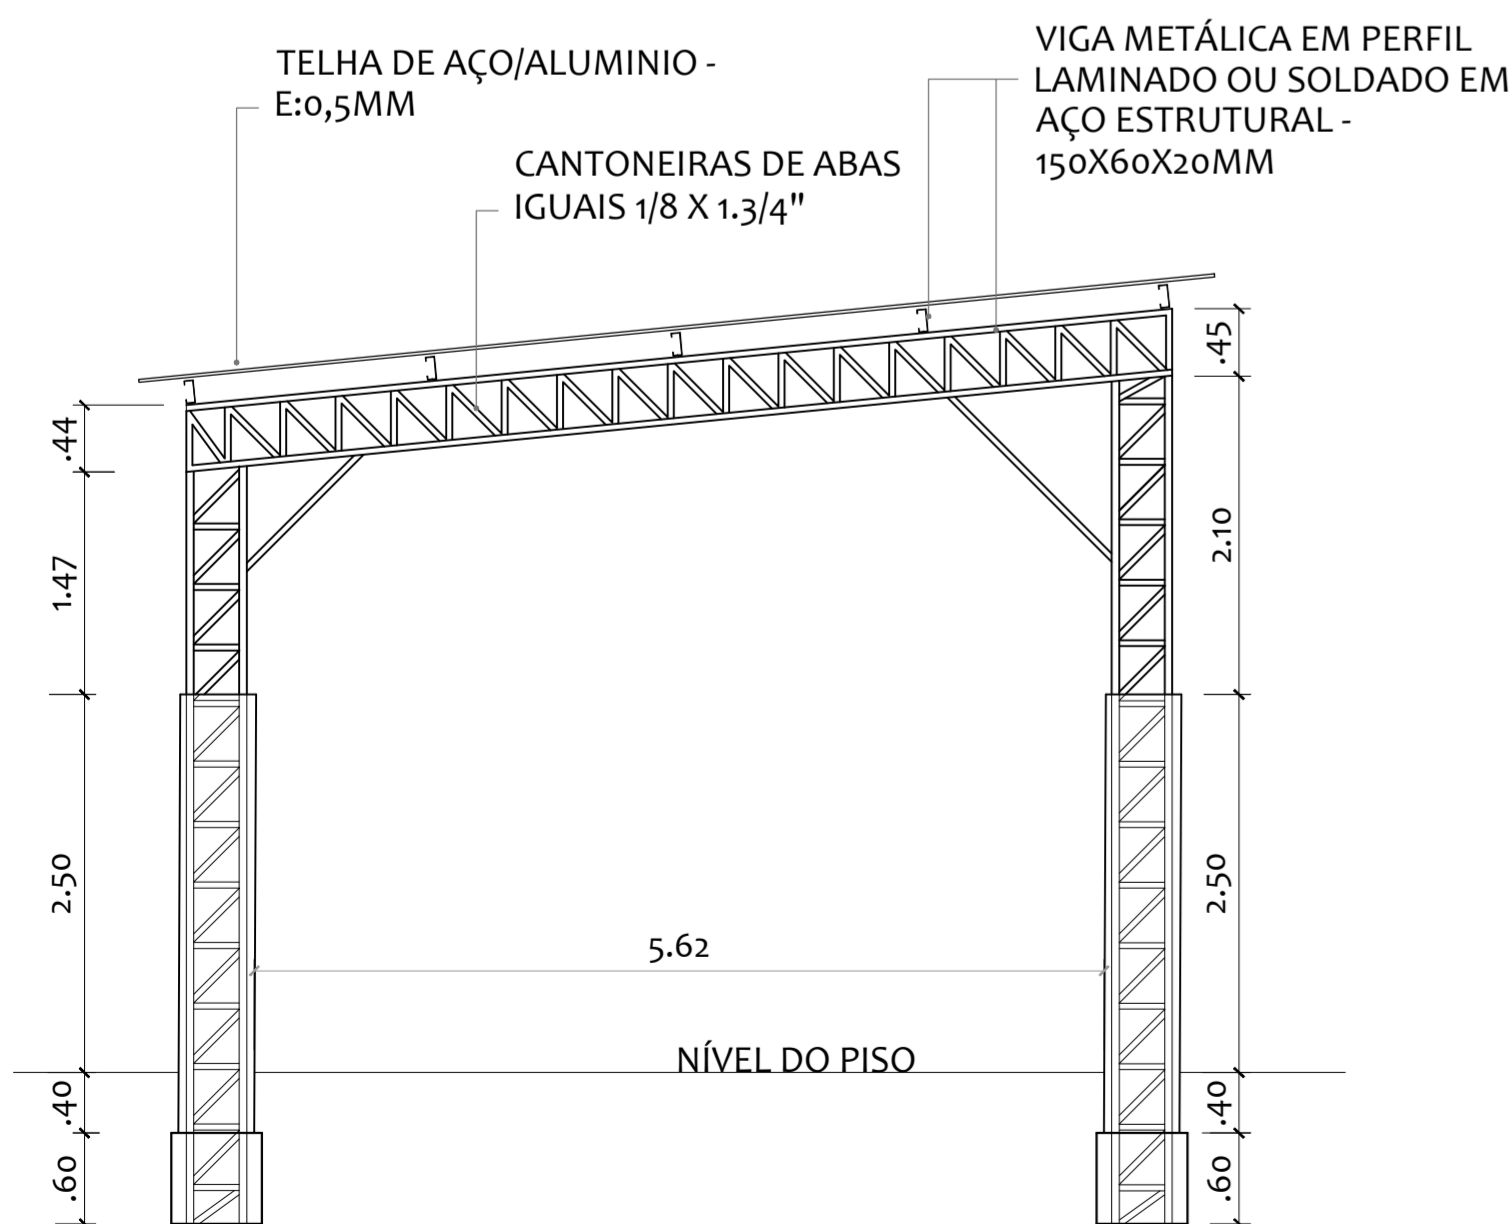 TELHA DE AÇO/ALUMINIO -
E:0,5MM
VIGA METÁLICA EM PERFIL
LAMINADO OU SOLDADO EM
AÇO ESTRUTURAL -
150X60X20MM
CANTONEIRAS DE ABAS
IGUAIS 1/8 X 1.3/4"
.44
1.47
2.50
.40
.60
5.62
NÍVEL DO PISO
.45
2.10
2.50
.40
.60